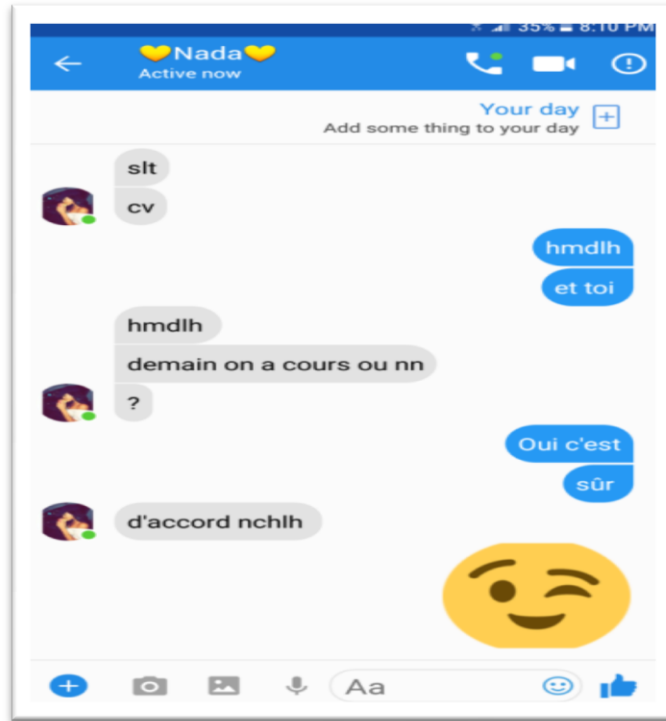 35% 8:10 PM
💛Nada💛
Active now
Your day
Add some thing to your day
slt
cv
hmdlh
et toi
hmdlh
demain on a cours ou nn
?
Oui c'est
sûr
d'accord nchlh
Aa